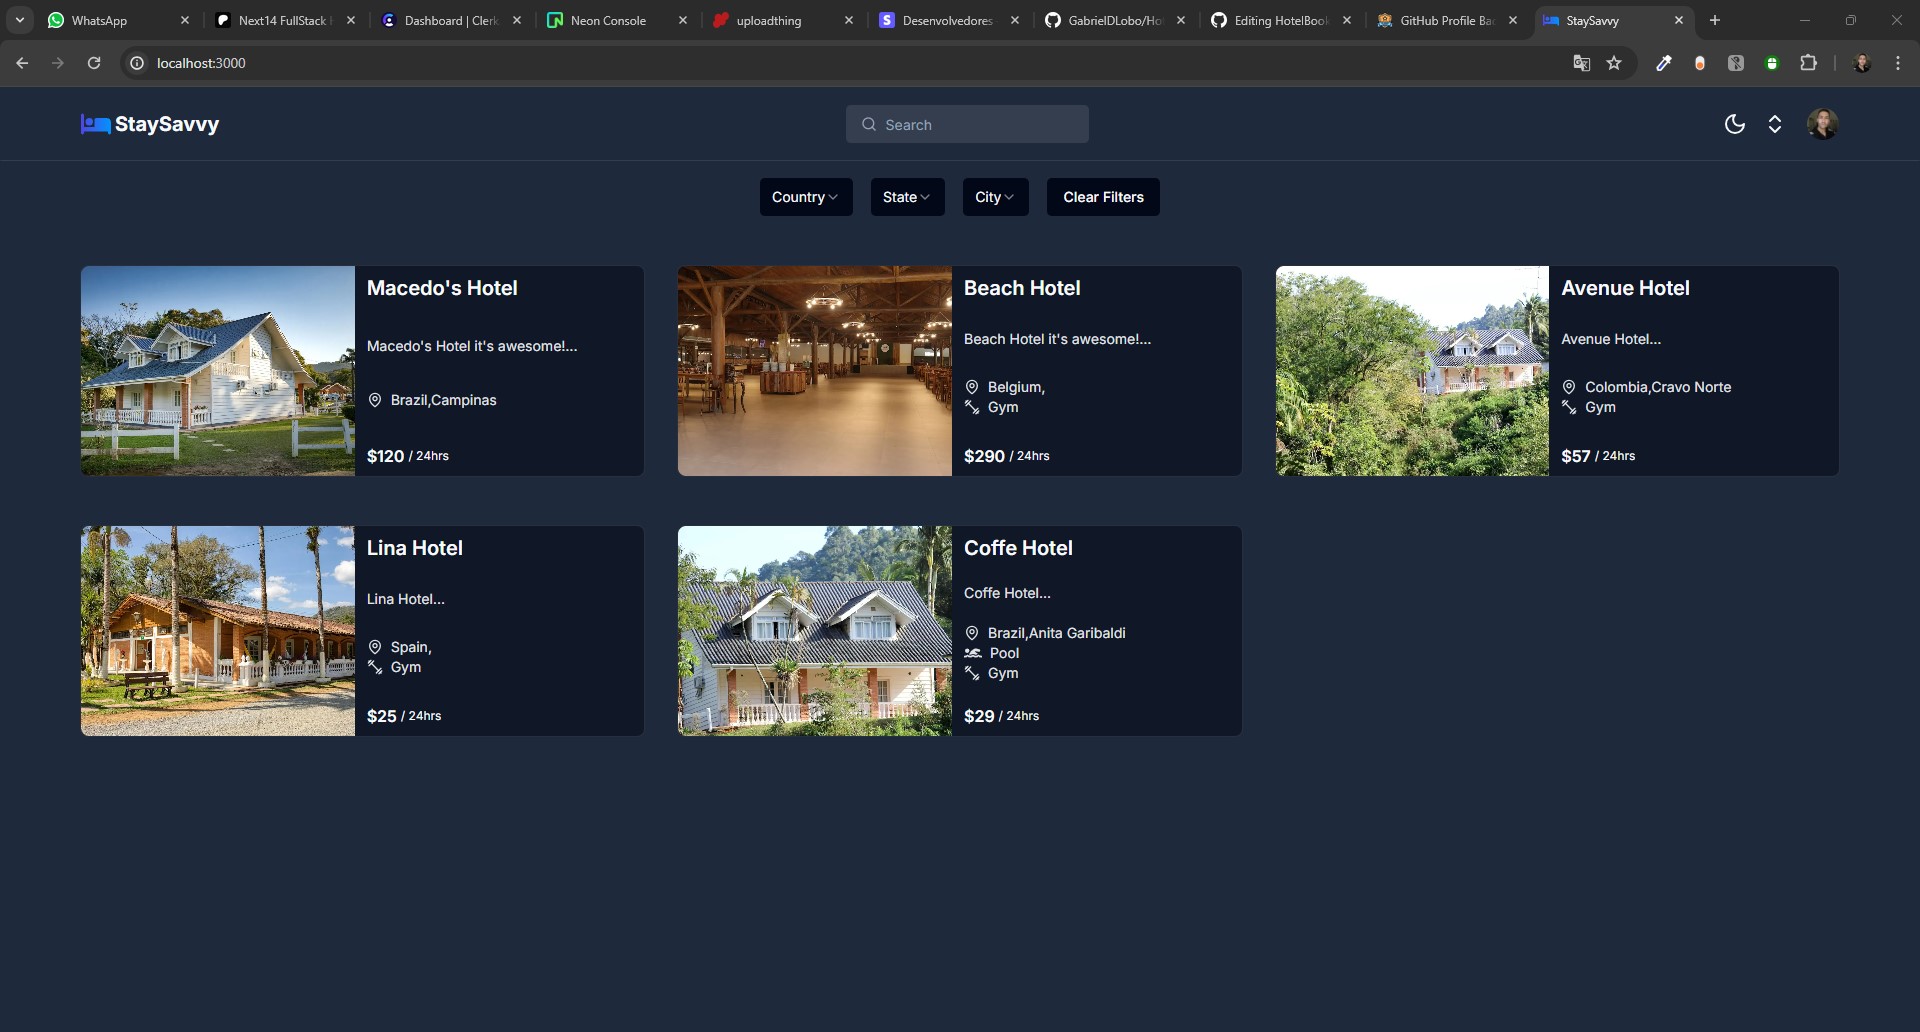 WhatsApp
Next14 FullStack
Dashboard | Clerk
Neon Console
uploadthing
Desenvolvedores
GabrielDLobo/Ho
Editing HotelBook
GitHub Profile Ba
StaySavvy
localhost:3000
StaySavvy
Search
Country
State
City
Clear Filters
Macedo's Hotel
Macedo's Hotel it's awesome!...
Brazil,Campinas
$120 / 24hrs
Beach Hotel
Beach Hotel it's awesome!...
Belgium,
Gym
$290 / 24hrs
Avenue Hotel
Avenue Hotel...
Colombia,Cravo Norte
Gym
$57 / 24hrs
Lina Hotel
Lina Hotel...
Spain,
Gym
$25 / 24hrs
Coffe Hotel
Coffe Hotel...
Brazil,Anita Garibaldi
Pool
Gym
$29 / 24hrs